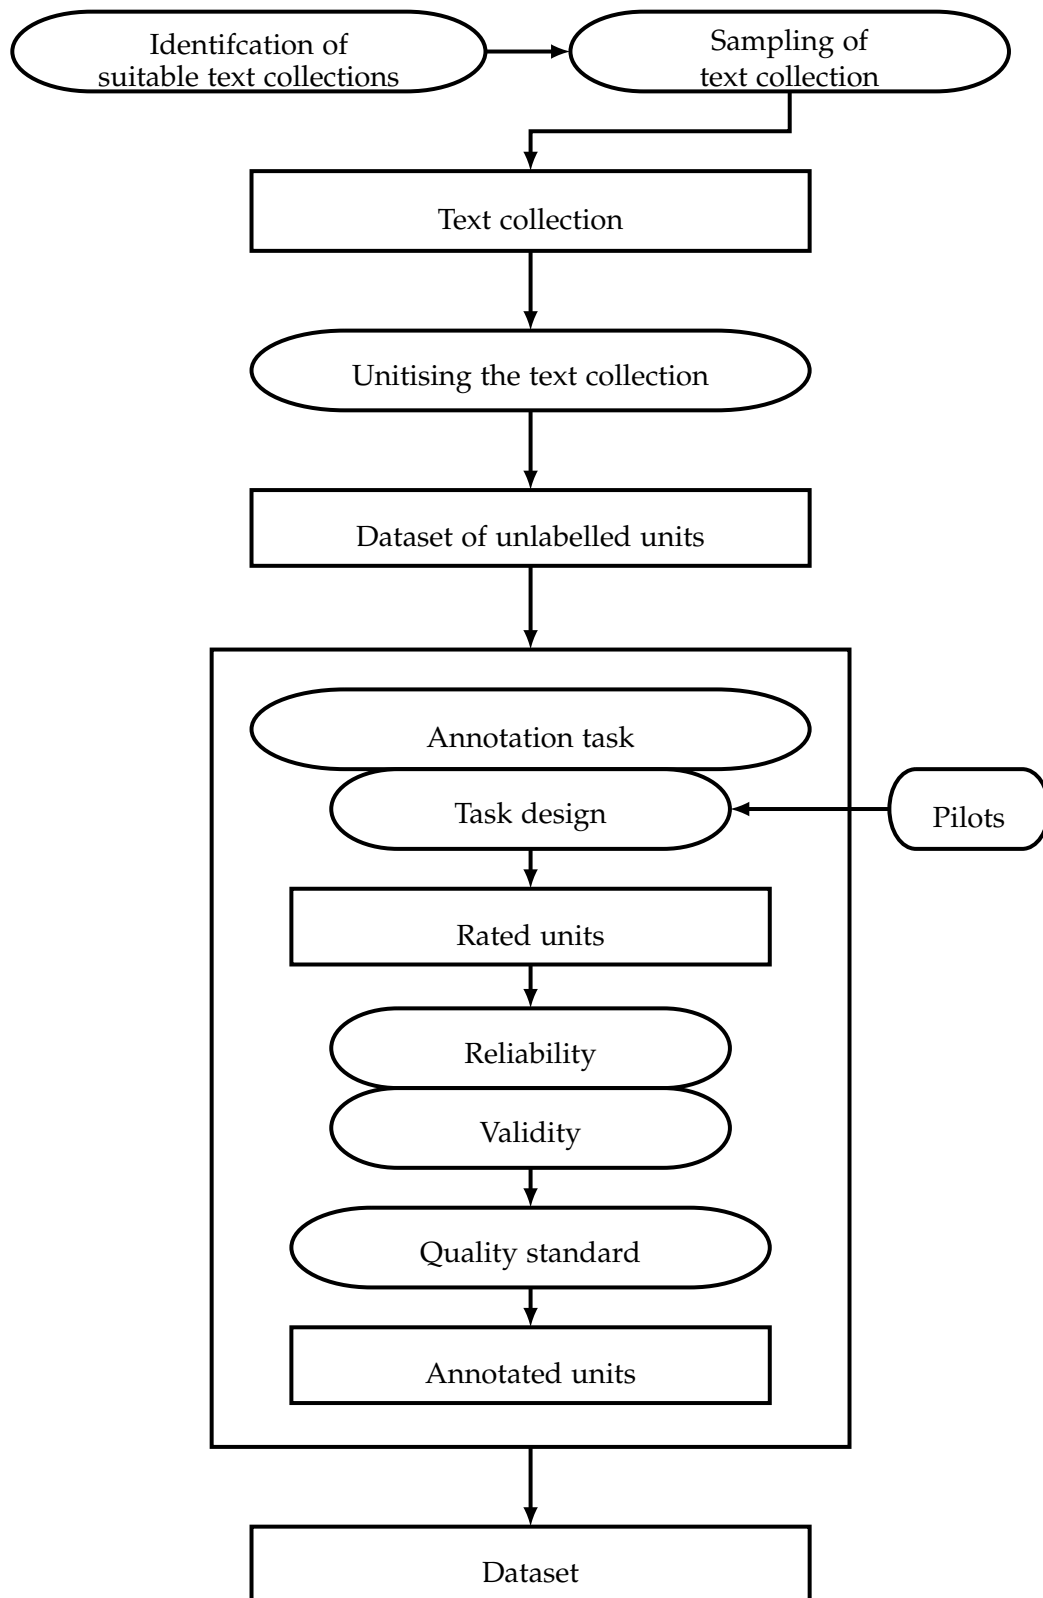 Identifcation of
suitable text collections
Sampling of
text collection
Text collection
Unitising the text collection
Dataset of unlabelled units
Annotation task
Task design
Pilots
Rated units
Reliability
Validity
Quality standard
Annotated units
Dataset